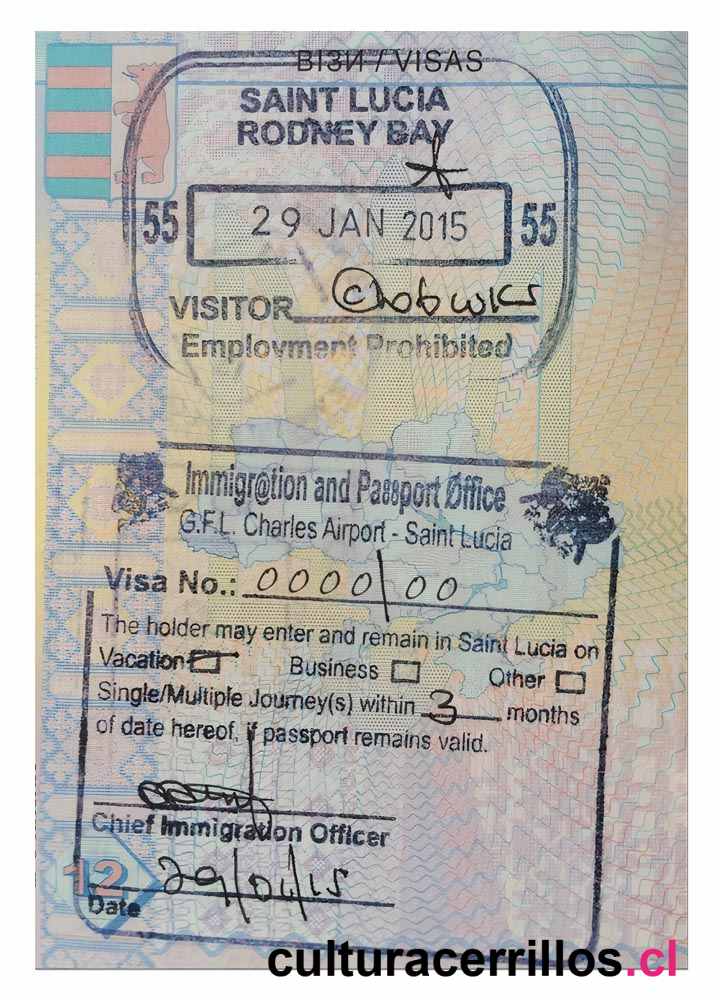 ВІЗИ / VISAS
SAINT LUCIA
RODNEY BAY
55 29 JAN 2015 55
VISITOR
Employment Prohibited
Immigr@tion and Passport Office
G.F.L. Charles Airport - Saint Lucia
Visa No.: 0000/00
The holder may enter and remain in Saint Lucia on
Vacation Business Other
Single/Multiple Journey(s) within 3 months
of date hereof, if passport remains valid.
Chief Immigration Officer
12 29/01/15
Date
culturacerrillos.cl